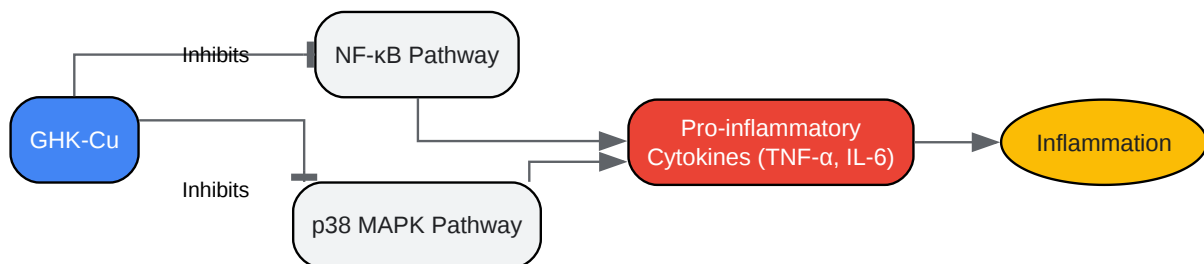 Inhibits
NF-κB Pathway
GHK-Cu
Pro-inflammatory
Cytokines (TNF-α, IL-6)
Inflammation
Inhibits
p38 MAPK Pathway